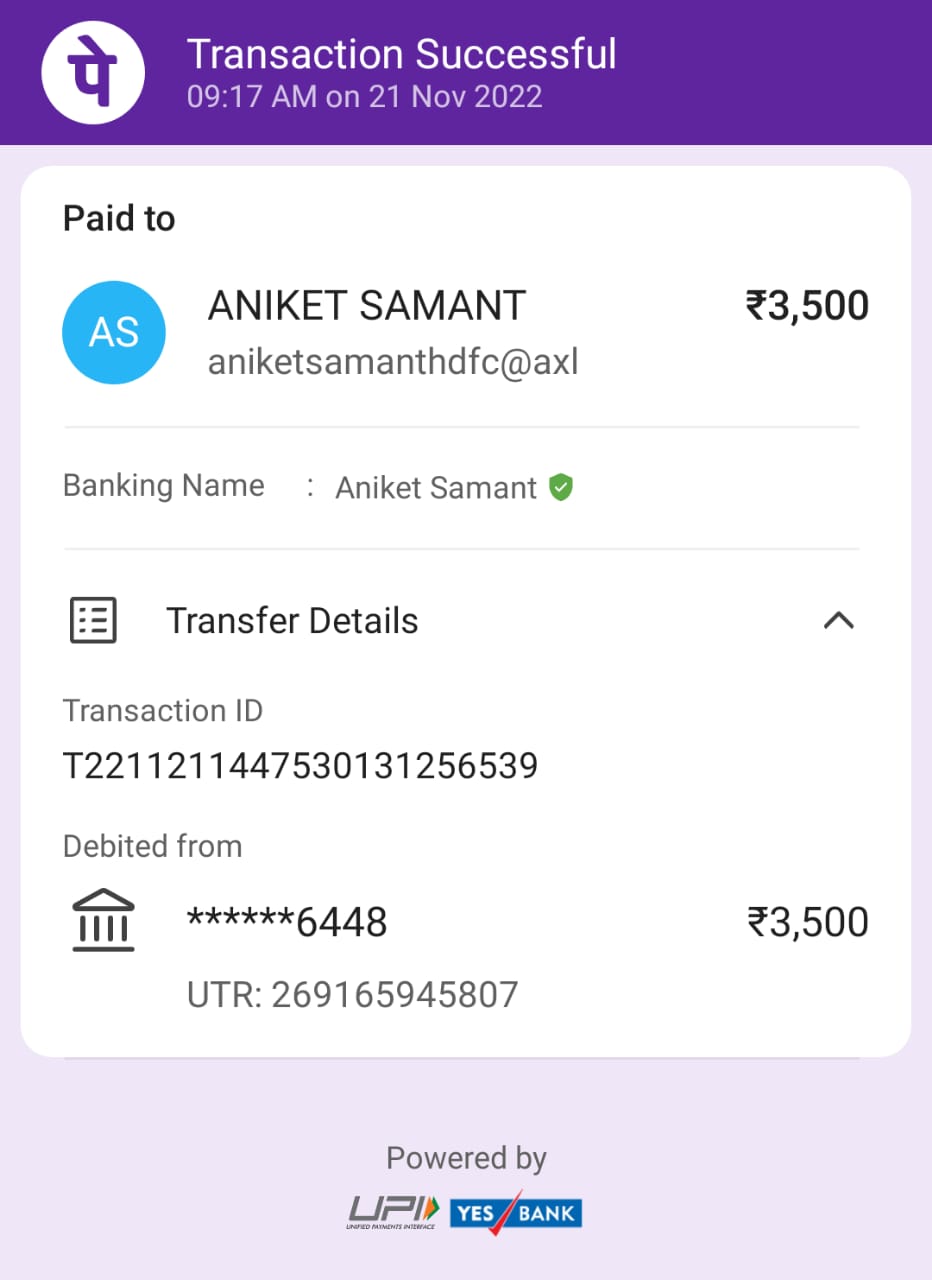 पे
Transaction Successful
09:17 AM on 21 Nov 2022
Paid to
AS
ANIKET SAMANT
₹3,500
aniketsamanthdfc@axl
Banking Name : Aniket Samant
Transfer Details
Transaction ID
T2211211447530131256539
Debited from
******6448
₹3,500
UTR: 269165945807
Powered by
UPI
UNIFIED PAYMENTS INTERFACE
YES BANK